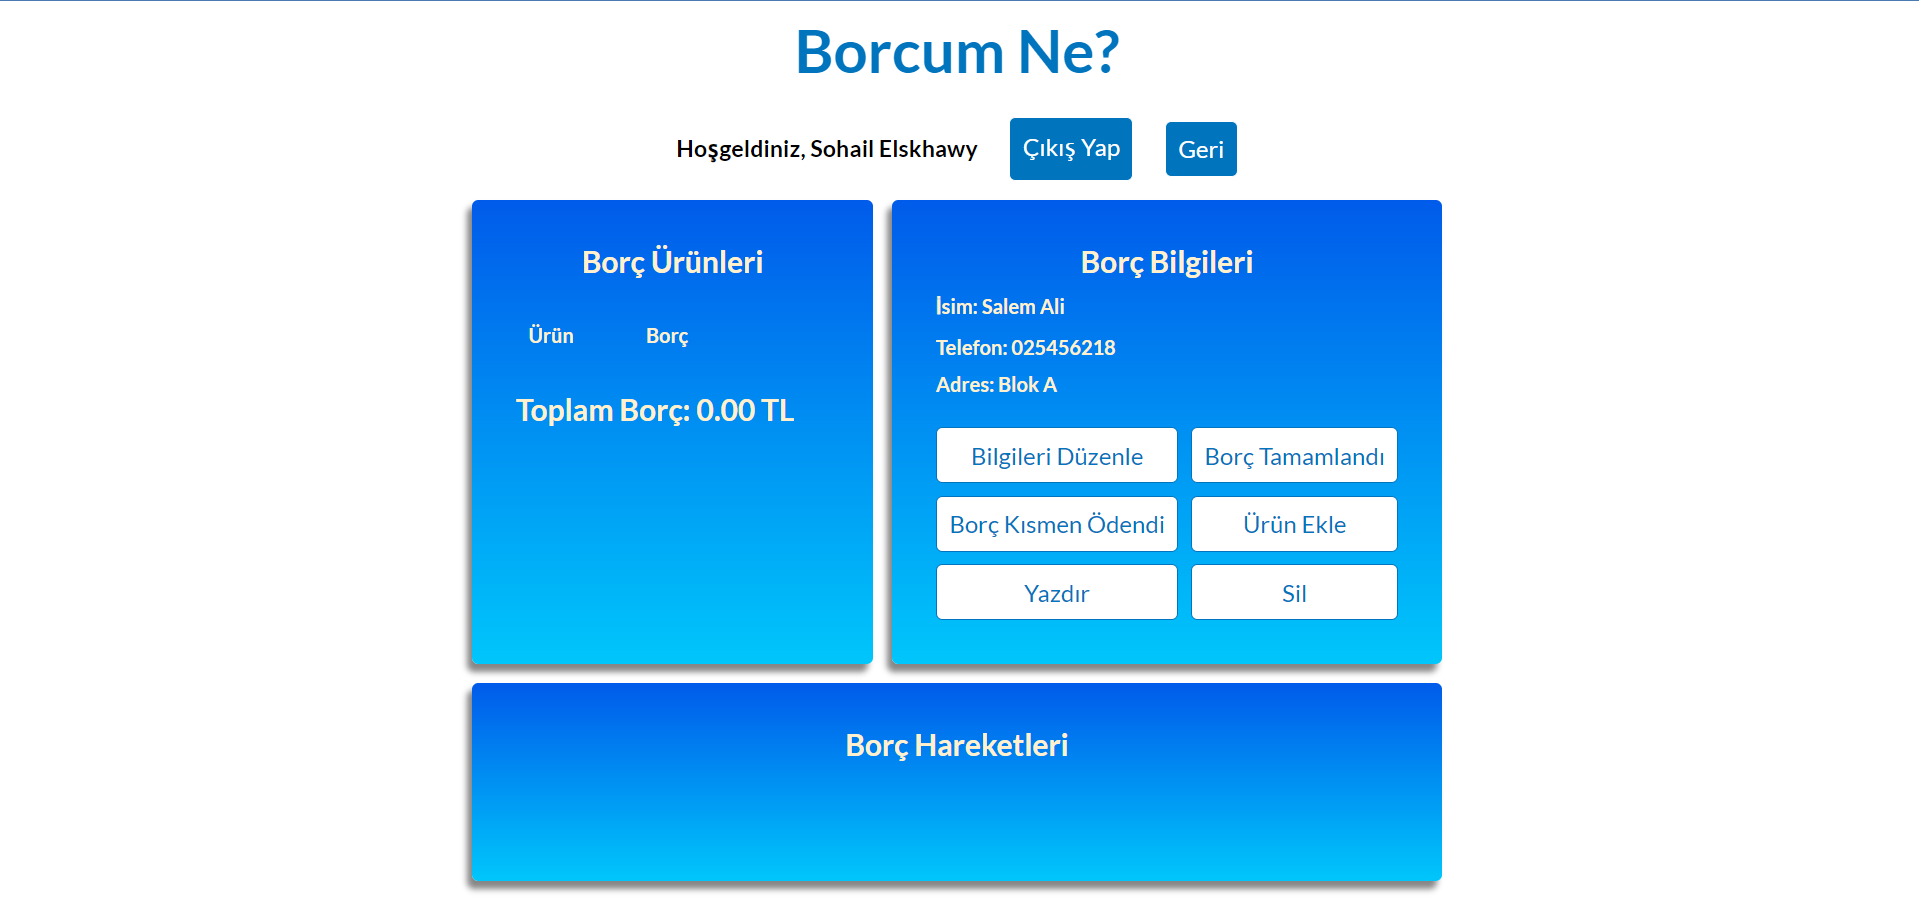 Borcum Ne?
Hoşgeldiniz, Sohail Elskhawy
Çıkış Yap
Geri
Borç Ürünleri
Ürün Borç
Toplam Borç: 0.00 TL
Borç Bilgileri
İsim: Salem Ali
Telefon: 025456218
Adres: Blok A
Bilgileri Düzenle
Borç Tamamlandı
Borç Kısmen Ödendi
Ürün Ekle
Yazdır
Sil
Borç Hareketleri